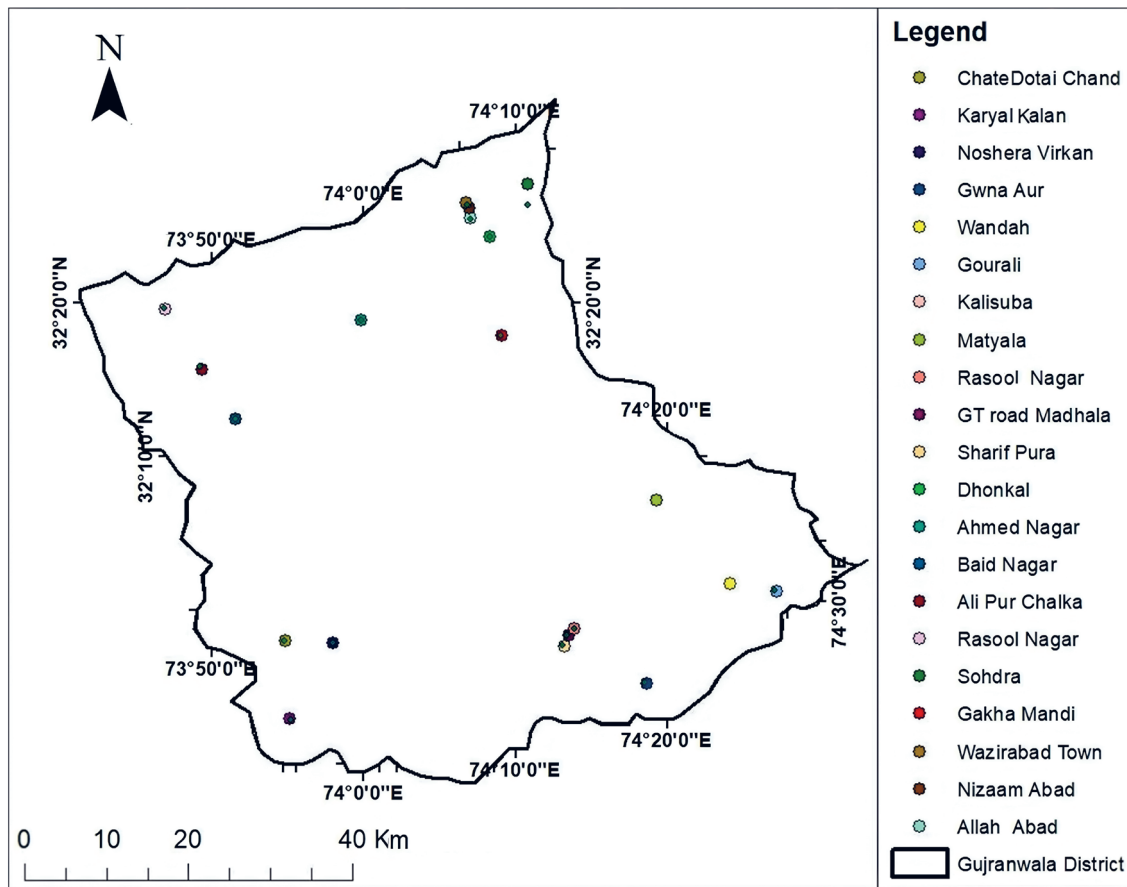 N
74°10'0"E
74°0'0"E
73°50'0"E
32°20'0"N
32°20'0"N
74°20'0"E
32°10'0"N
74°30'0"E
73°50'0"E
74°20'0"E
74°10'0"E
74°0'0"E
0 10 20 40 Km
Legend
ChateDotai Chand
Karyal Kalan
Noshera Virkan
Gwna Aur
Wandah
Gourali
Kalisuba
Matyala
Rasool Nagar
GT road Madhala
Sharif Pura
Dhonkal
Ahmed Nagar
Baid Nagar
Ali Pur Chalka
Rasool Nagar
Sohdra
Gakha Mandi
Wazirabad Town
Nizaam Abad
Allah Abad
Gujranwala District